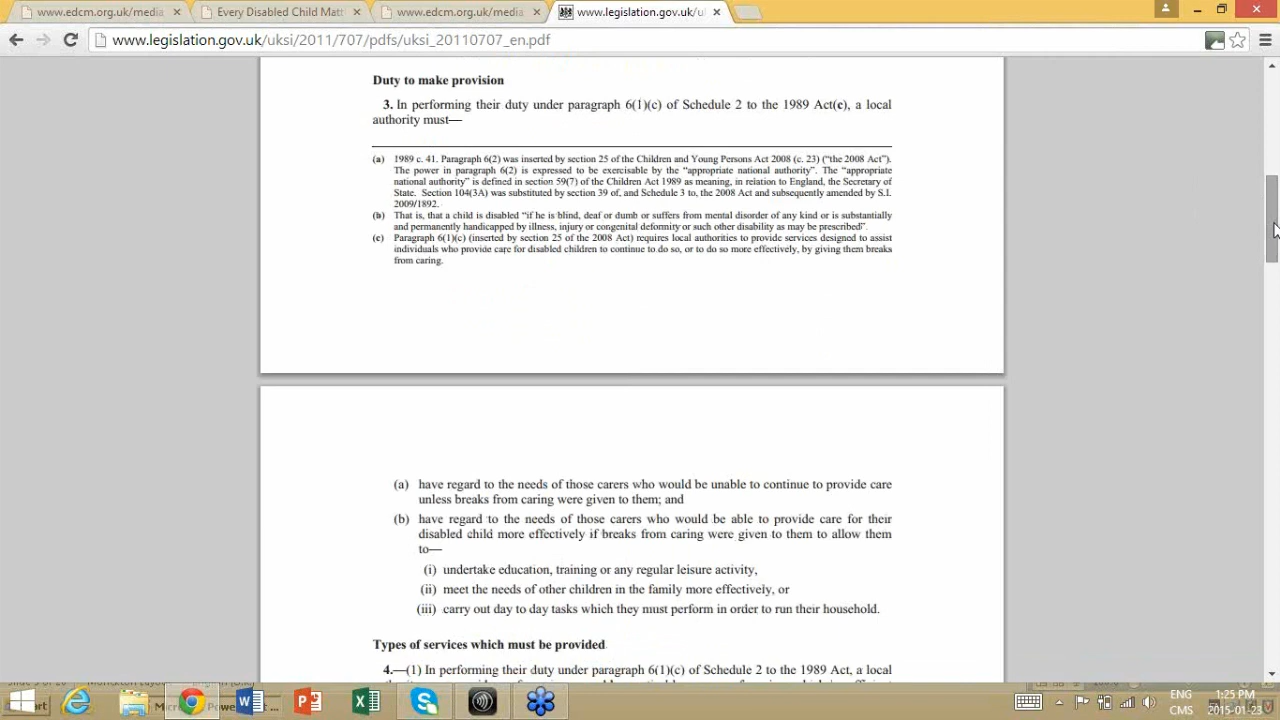 www.edcm.org.uk/media
Every Disabled Child Matt
www.edcm.org.uk/media
www.legislation.gov.uk/u
www.legislation.gov.uk/uksi/2011/707/pdfs/uksi_20110707_en.pdf
Duty to make provision
3. In performing their duty under paragraph 6(1)(c) of Schedule 2 to the 1989 Act(c), a local
authority must—
(a) 1989 c. 41. Paragraph 6(2) was inserted by section 25 of the Children and Young Persons Act 2008 (c. 23) ("the 2008 Act").
The power in paragraph 6(2) is expressed to be exercisable by the "appropriate national authority". The "appropriate
national authority" is defined in section 59(7) of the Children Act 1989 as meaning, in relation to England, the Secretary of
State. Section 104(3A) was substituted by section 39 of, and Schedule 3 to, the 2008 Act and subsequently amended by S.I.
2009/1892.
(b) That is, that a child is disabled "if he is blind, deaf or dumb or suffers from mental disorder of any kind or is substantially
and permanently handicapped by illness, injury or congenital deformity or such other disability as may be prescribed".
(c) Paragraph 6(1)(c) (inserted by section 25 of the 2008 Act) requires local authorities to provide services designed to assist
individuals who provide care for disabled children to continue to do so, or to do so more effectively, by giving them breaks
from caring.
(a) have regard to the needs of those carers who would be unable to continue to provide care
unless breaks from caring were given to them; and
(b) have regard to the needs of those carers who would be able to provide care for their
disabled child more effectively if breaks from caring were given to them to allow them
to—
(i) undertake education, training or any regular leisure activity,
(ii) meet the needs of other children in the family more effectively, or
(iii) carry out day to day tasks which they must perform in order to run their household.
Types of services which must be provided
4.—(1) In performing their duty under paragraph 6(1)(c) of Schedule 2 to the 1989 Act, a local
ENG
CMS
1:25 PM
2015-01-23